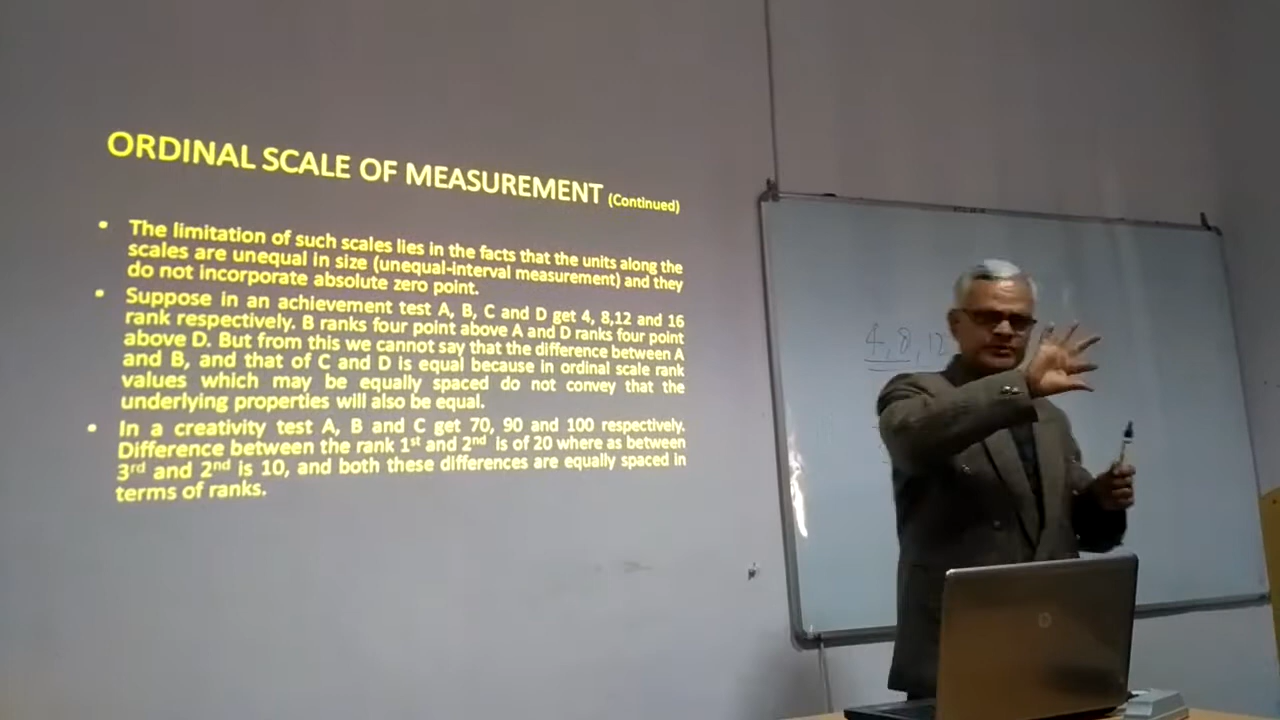 ORDINAL SCALE OF MEASUREMENT (Continued)
• The limitation of such scales lies in the facts that the units along the
scales are unequal in size (unequal-interval measurement) and they
do not incorporate absolute zero point.
• Suppose in an achievement test A, B, C and D get 4, 8,12 and 16
rank respectively. B ranks four point above A and D ranks four point
above D. But from this we cannot say that the difference between A
and B, and that of C and D is equal because in ordinal scale rank
values which may be equally spaced do not convey that the
underlying properties will also be equal.
• In a creativity test A, B and C get 70, 90 and 100 respectively.
Difference between the rank 1st and 2nd is of 20 where as between
3rd and 2nd is 10, and both these differences are equally spaced in
terms of ranks.
4, 8, 12
hp